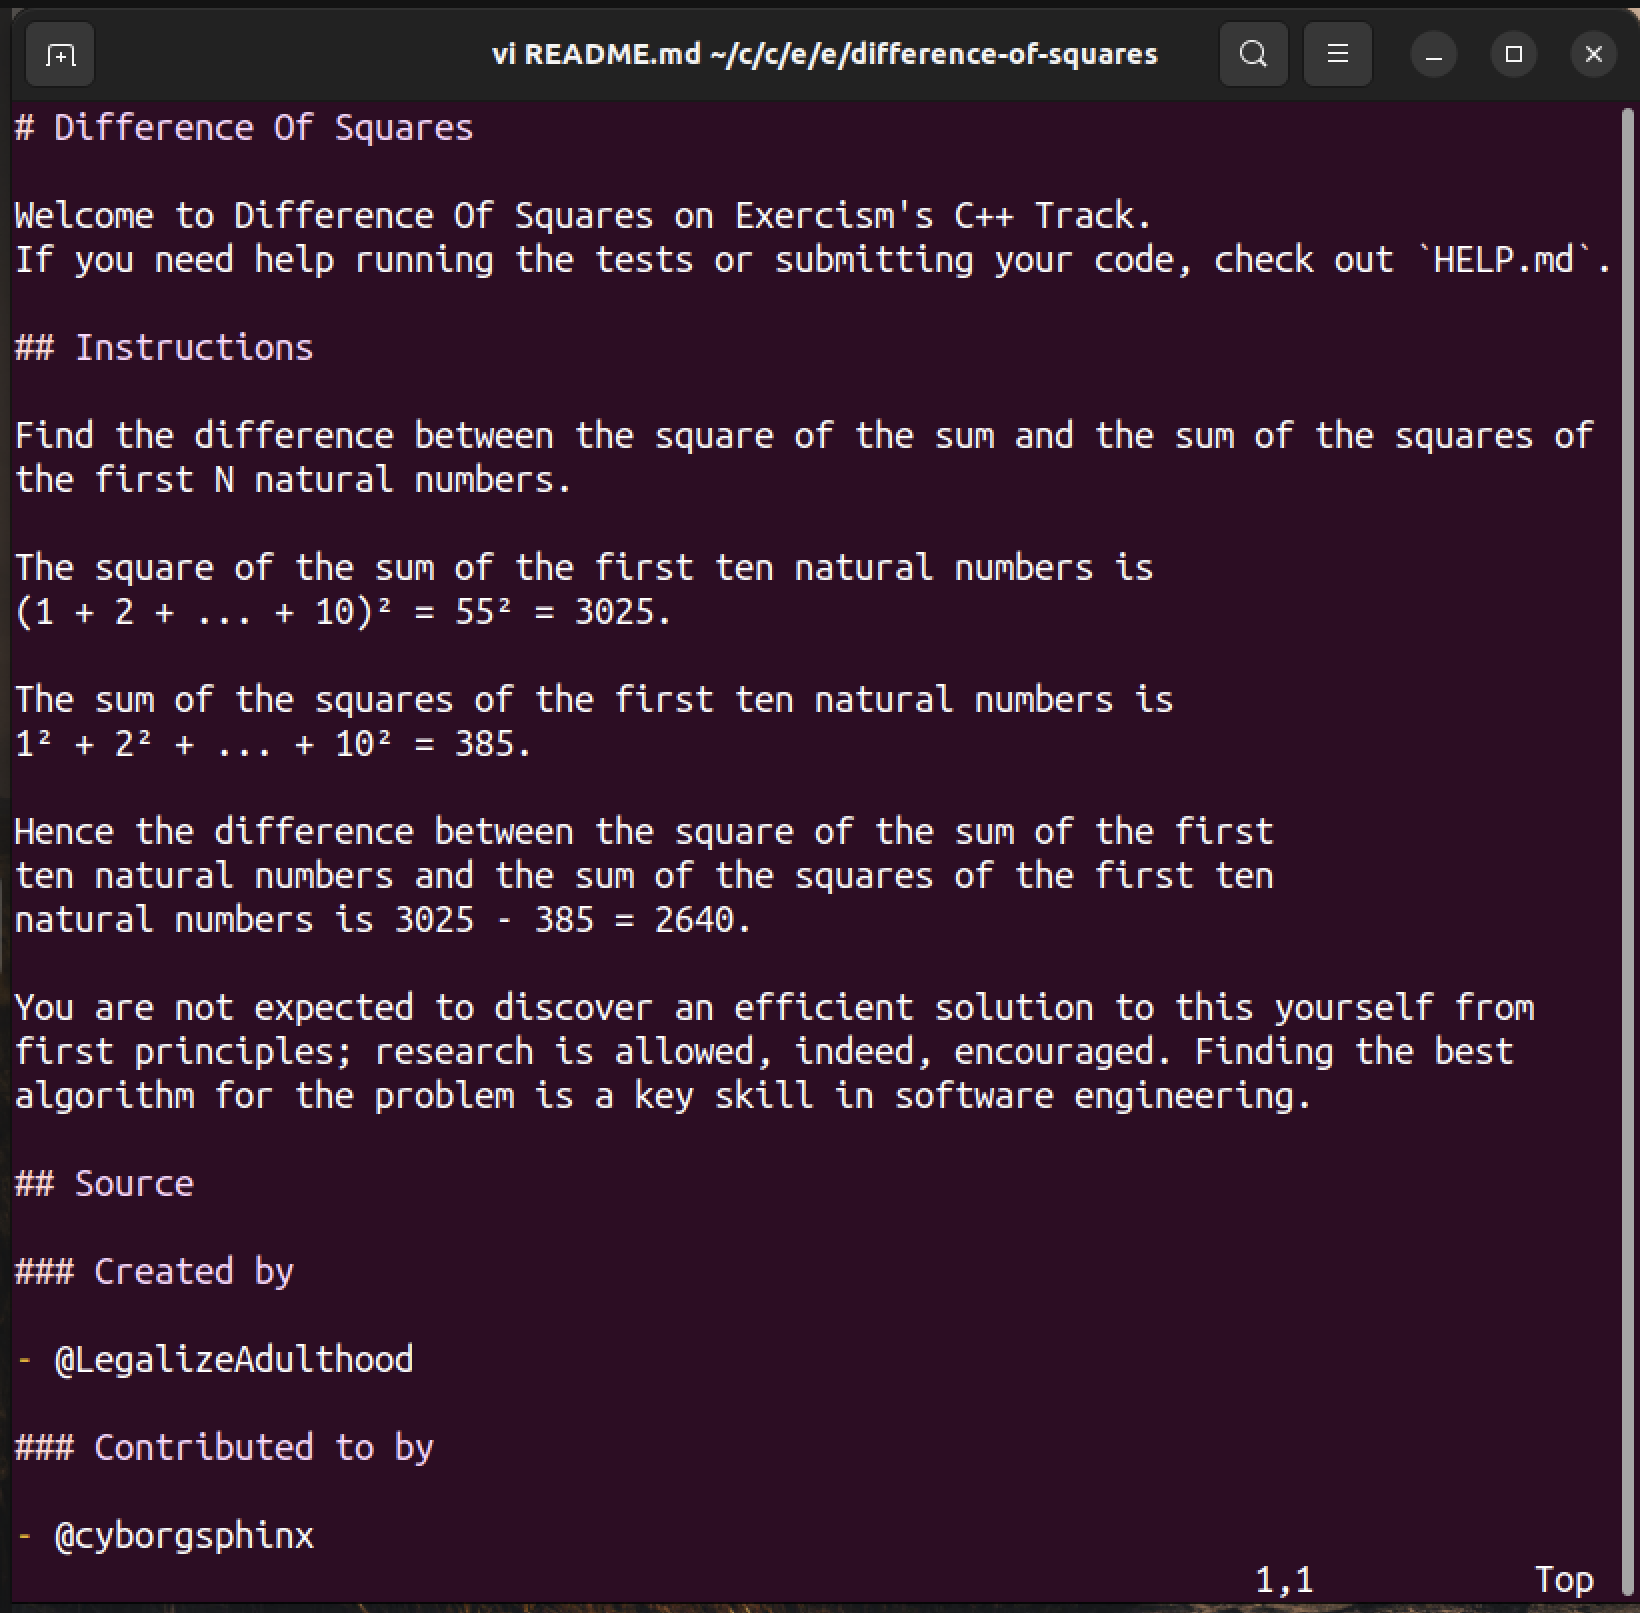 vi README.md ~/c/c/e/e/difference-of-squares
# Difference Of Squares
Welcome to Difference Of Squares on Exercism's C++ Track.
If you need help running the tests or submitting your code, check out `HELP.md`.
## Instructions
Find the difference between the square of the sum and the sum of the squares of
the first N natural numbers.
The square of the sum of the first ten natural numbers is
(1 + 2 + ... + 10)² = 55² = 3025.
The sum of the squares of the first ten natural numbers is
1² + 2² + ... + 10² = 385.
Hence the difference between the square of the sum of the first
ten natural numbers and the sum of the squares of the first ten
natural numbers is 3025 - 385 = 2640.
You are not expected to discover an efficient solution to this yourself from
first principles; research is allowed, indeed, encouraged. Finding the best
algorithm for the problem is a key skill in software engineering.
## Source
### Created by
- @LegalizeAdulthood
### Contributed to by
- @cyborgsphinx
1,1 Top